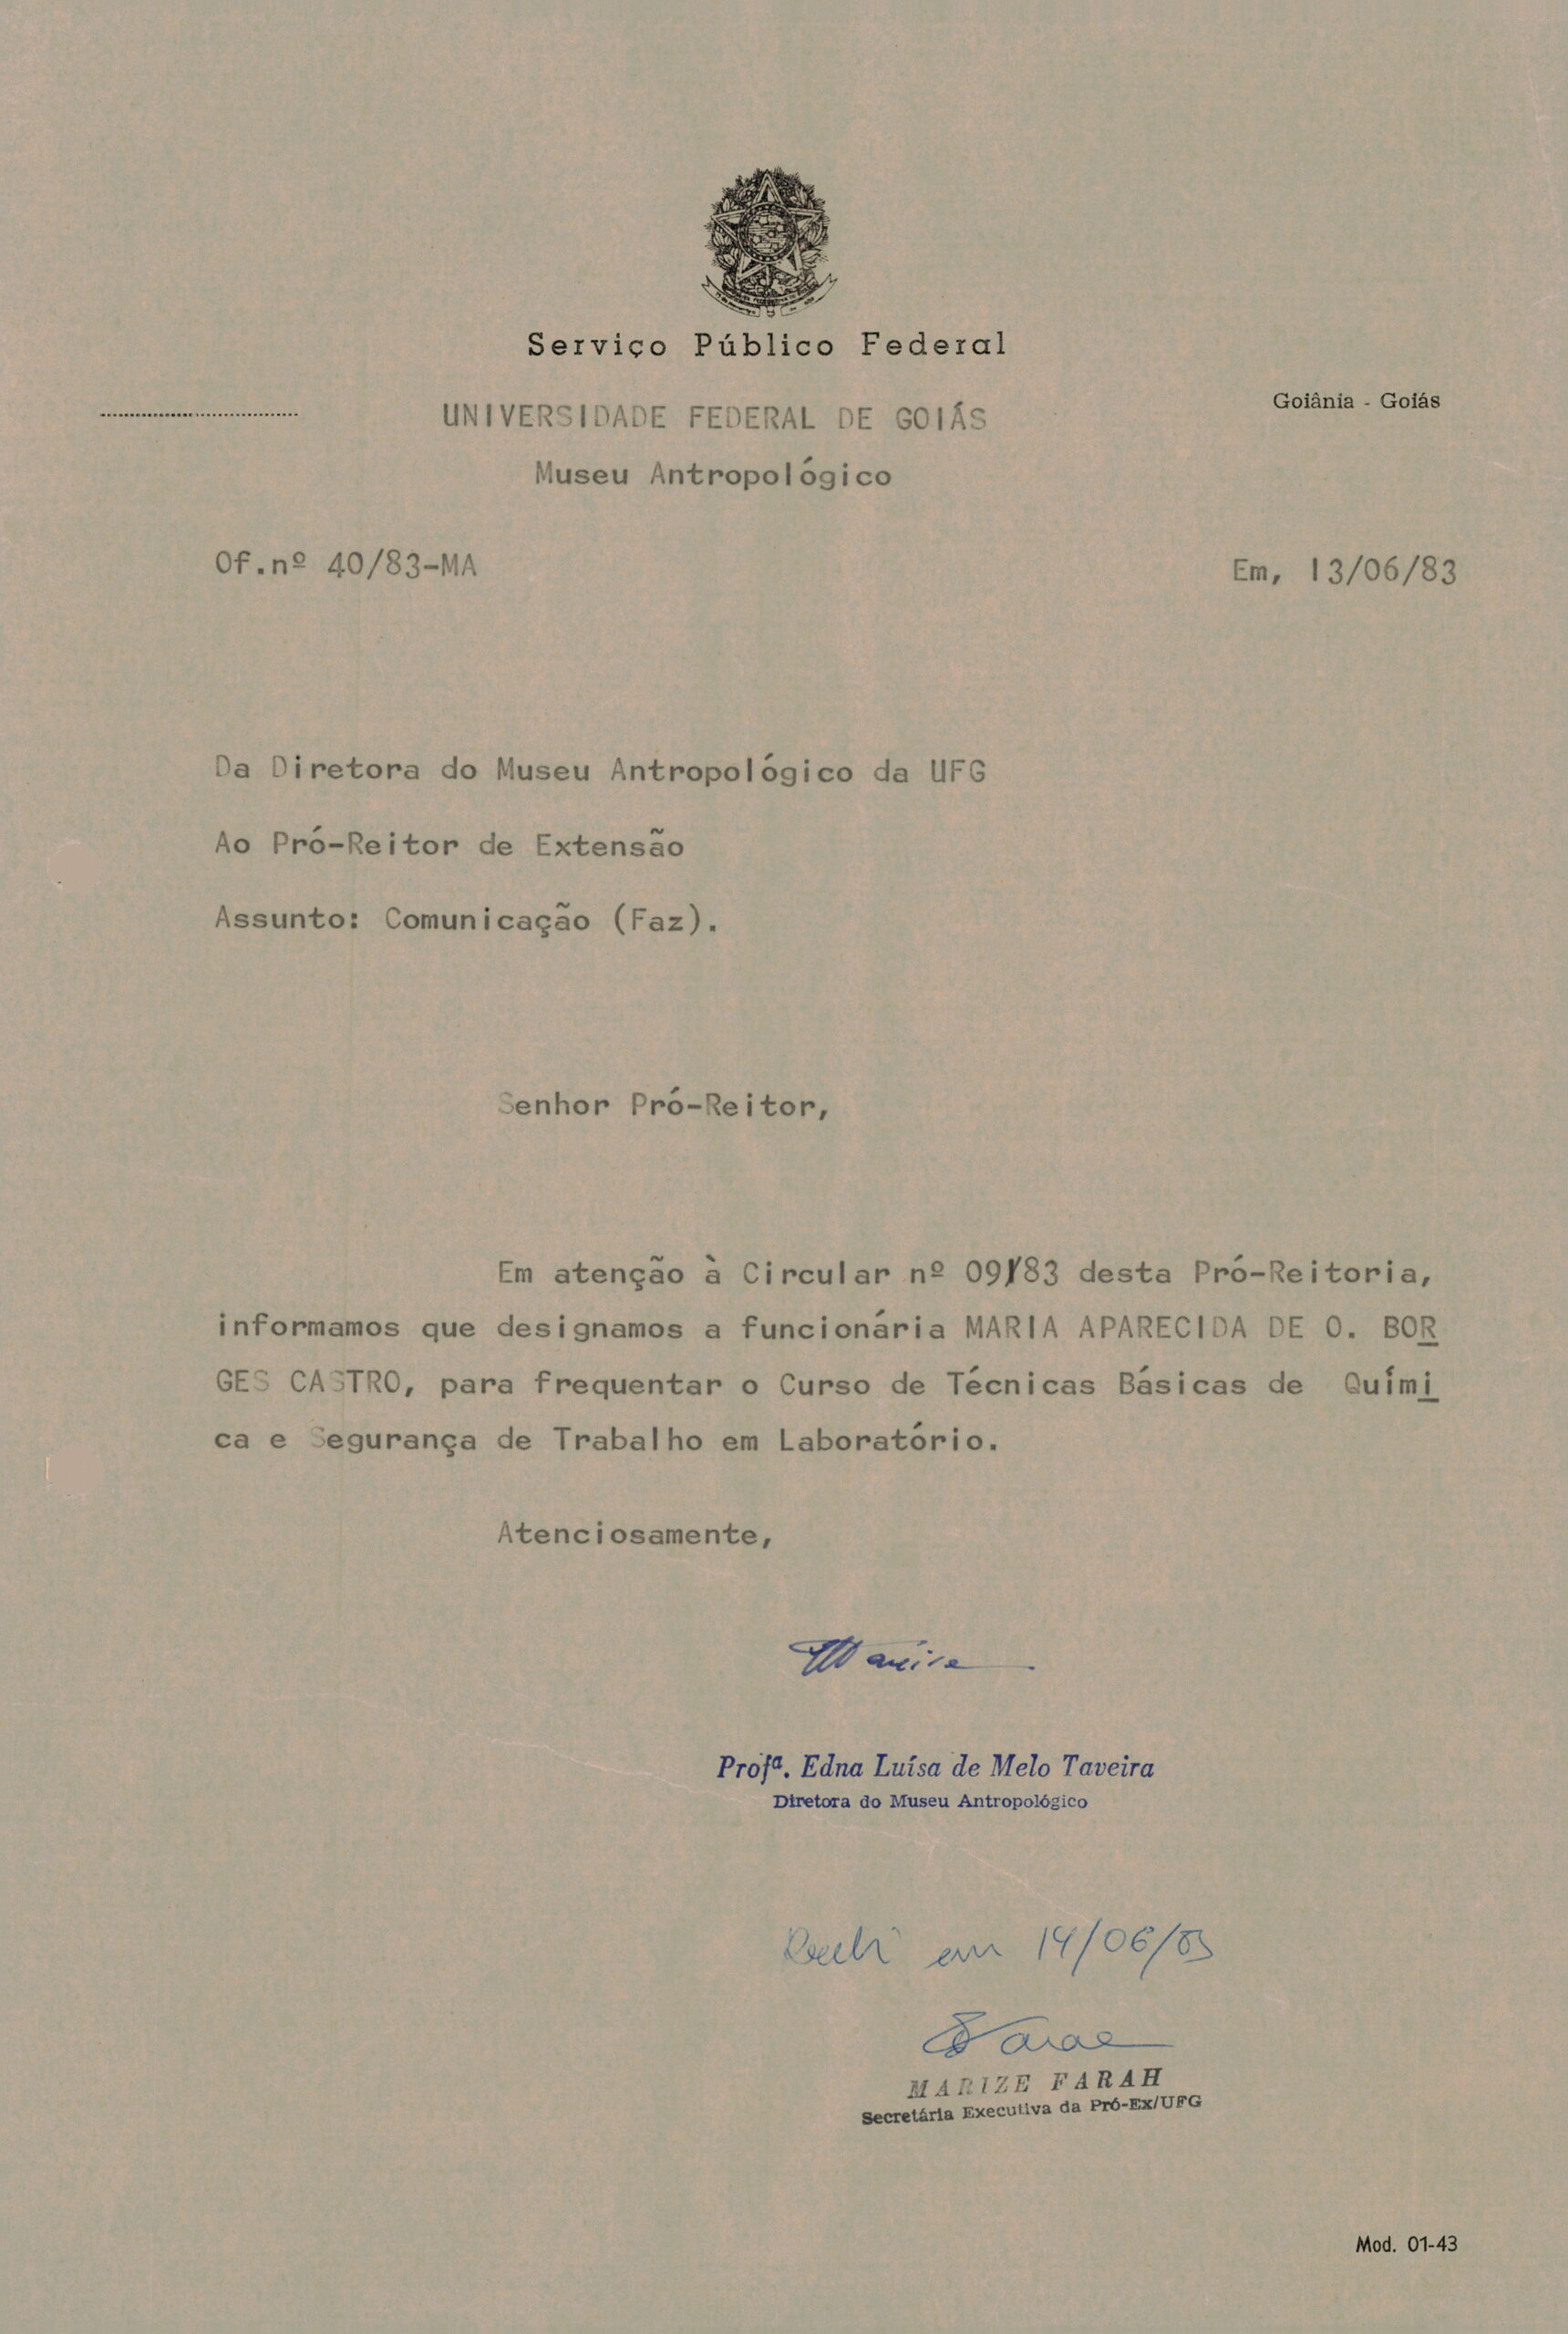 Serviço Público Federal
UNIVERSIDADE FEDERAL DE GOIÁS
Goiânia - Goiás
Museu Antropológico
Of.nº 40/83-MA
Em, 13/06/83
Da Diretora do Museu Antropológico da UFG
Ao Pró-Reitor de Extensão
Assunto: Comunicação (Faz).
Senhor Pró-Reitor,
Em atenção à Circular nº 09/83 desta Pró-Reitoria,
informamos que designamos a funcionária MARIA APARECIDA DE O. BOR
GES CASTRO, para frequentar o Curso de Técnicas Básicas de Quími
ca e Segurança de Trabalho em Laboratório.
Atenciosamente,
Profª. Edna Luísa de Melo Taveira
Diretora do Museu Antropológico
Recebi em 14/06/83
MARIZE FARAH
Secretária Executiva da Pró-Ex/UFG
Mod. 01-43